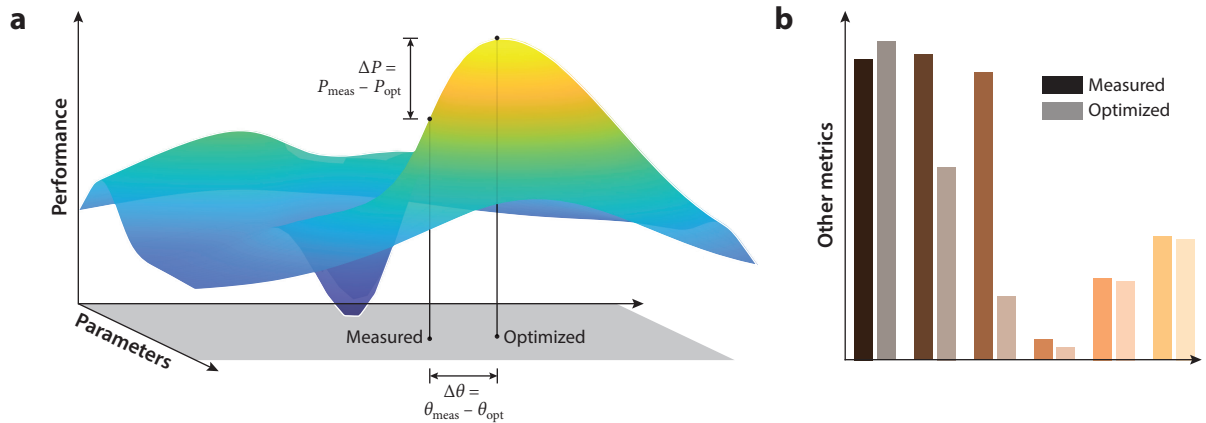 a
Performance
ΔP =
P_meas – P_opt
Measured
Optimized
Parameters
Δθ =
θ_meas – θ_opt
b
Other metrics
Measured
Optimized